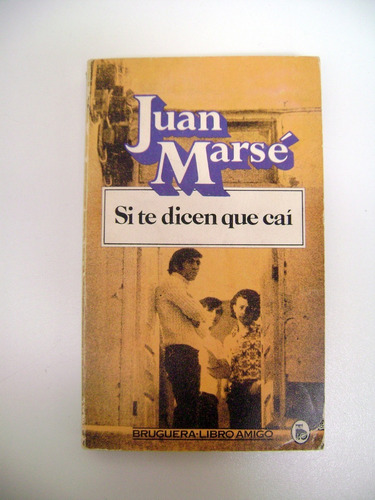 Juan
Marsé
Si te dicen que caí
BRUGUERA·LIBRO AMIGO